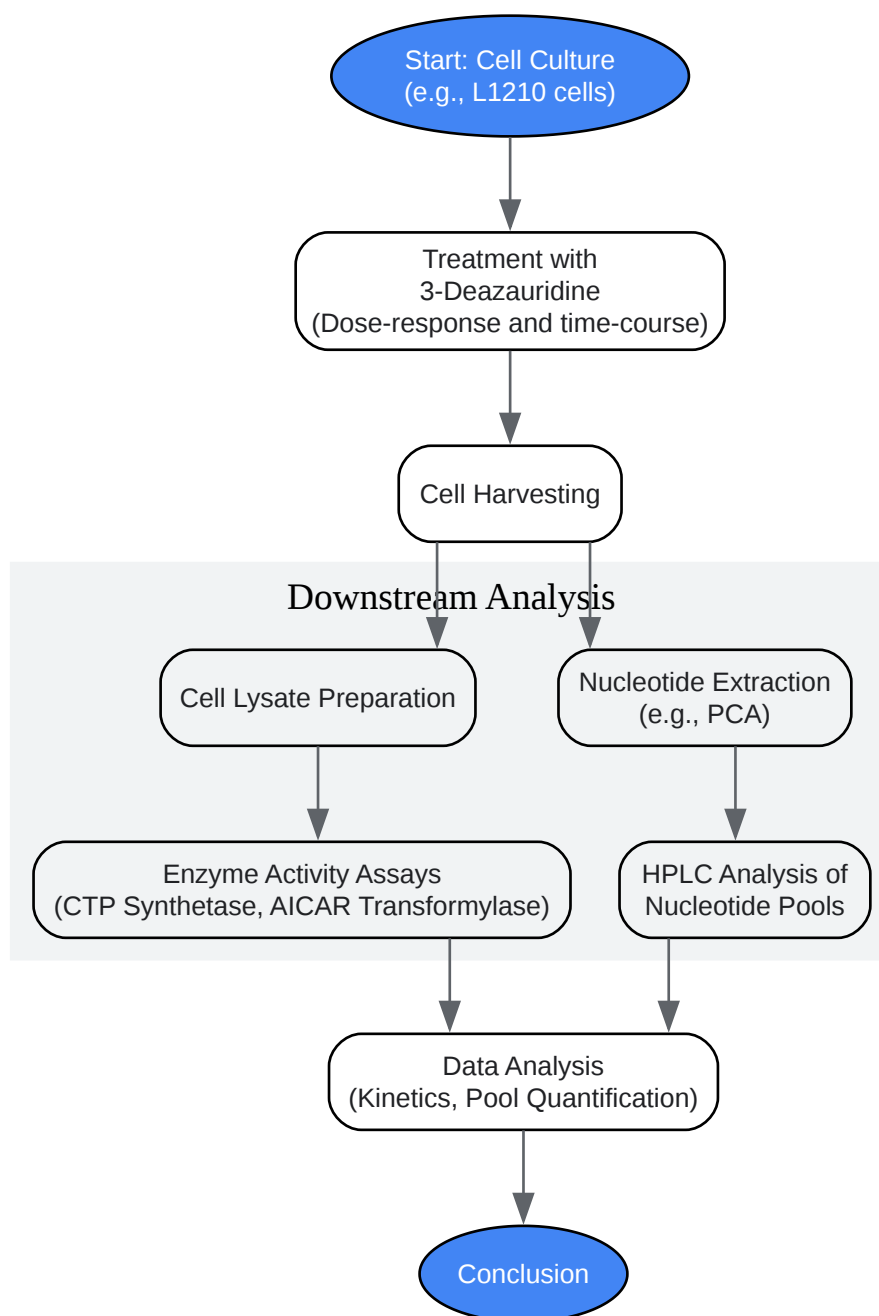 Start: Cell Culture
(e.g., L1210 cells)
Treatment with
3-Deazauridine
(Dose-response and time-course)
Cell Harvesting
Downstream Analysis
Cell Lysate Preparation
Nucleotide Extraction
(e.g., PCA)
Enzyme Activity Assays
(CTP Synthetase, AICAR Transformylase)
HPLC Analysis of
Nucleotide Pools
Data Analysis
(Kinetics, Pool Quantification)
Conclusion